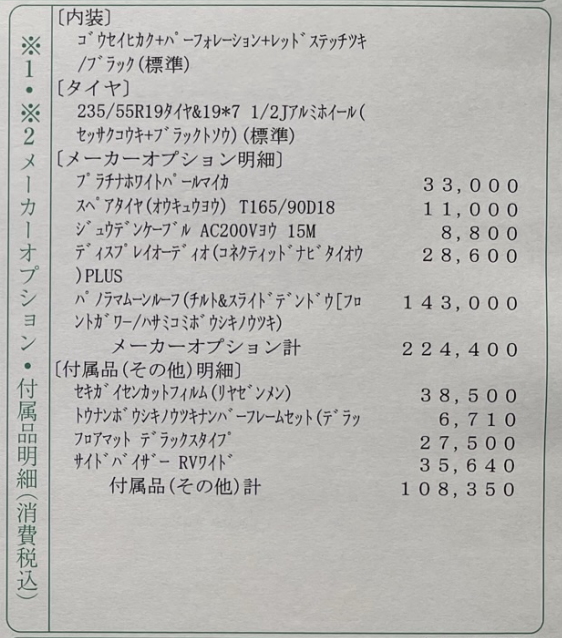 ※1・※2メーカーオプション・付属品明細(消費税込)
[内装]
ｺﾞｳｾｲﾋｶｸ+ﾊﾟｰﾌｫﾚｰｼｮﾝ+ﾚｯﾄﾞｽﾃｯﾁﾂｷ
/ﾌﾞﾗｯｸ(標準)
[タイヤ]
235/55R19ﾀｲﾔ&19*7 1/2Jｱﾙﾐﾎｲｰﾙ(
ｾｯｻｸｺｳｷ+ﾌﾞﾗｯｸﾄｿｳ)(標準)
[メーカーオプション明細]
ﾌﾟﾗﾁﾅﾎﾜｲﾄﾊﾟｰﾙﾏｲｶ 33,000
ｽﾍﾟｱﾀｲﾔ(ｵｳｷｭｳﾖｳ) T165/90D18 11,000
ｼﾞｭｳﾃﾞﾝｹｰﾌﾞﾙ AC200Vﾖｳ 15M 8,800
ﾃﾞｨｽﾌﾟﾚｲｵｰﾃﾞｨｵ(ｺﾈｸﾃｨｯﾄﾞﾅﾋﾞﾀｲｵｳ 28,600
)PLUS
ﾊﾟﾉﾗﾏﾑｰﾝﾙｰﾌ(ﾁﾙﾄ&ｽﾗｲﾄﾞﾃﾞﾝﾄﾞｳ[ﾌﾛ 143,000
ﾝﾄｶﾞﾜｰ/ﾊｻﾐｺﾐﾎﾞｳｼｷﾉｳﾂｷ)
メーカーオプション計 224,400
[付属品(その他)明細]
ｾｷｶﾞｲｾﾝｶｯﾄﾌｨﾙﾑ(ﾘﾔｾﾞﾝﾒﾝ) 38,500
ﾄｳﾅﾝﾎﾞｳｼｷﾉｳﾂｷﾅﾝﾊﾞｰﾌﾚｰﾑｾｯﾄ(ﾃﾞﾗｯ 6,710
ﾌﾛｱﾏｯﾄ ﾃﾞﾗｯｸｽﾀｲﾌﾟ 27,500
ｻｲﾄﾞﾊﾞｲｻﾞｰ RVﾜｲﾄﾞ 35,640
付属品(その他)計 108,350